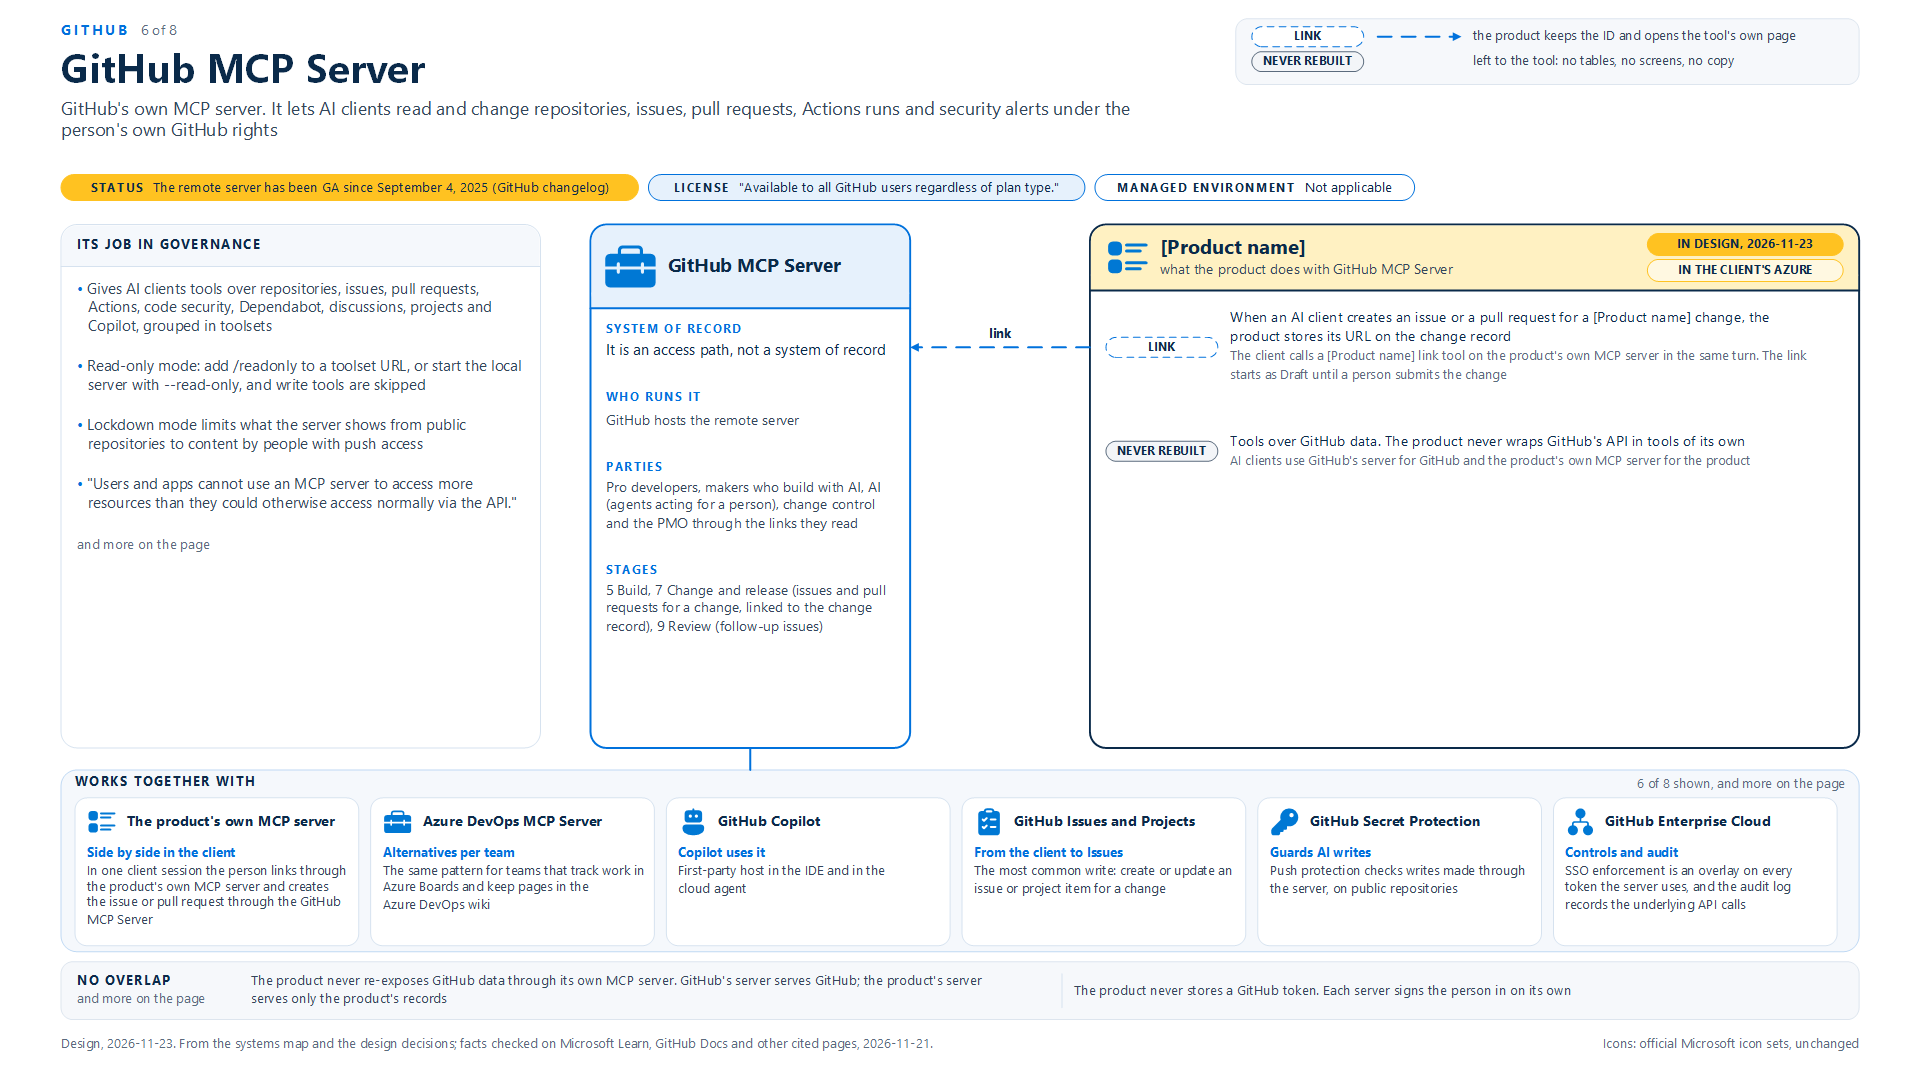 GITHUB 6 of 8
GitHub MCP Server
GitHub's own MCP server. It lets AI clients read and change repositories, issues, pull requests, Actions runs and security alerts under the
person's own GitHub rights
LINK the product keeps the ID and opens the tool's own page
NEVER REBUILT left to the tool: no tables, no screens, no copy
STATUS The remote server has been GA since September 4, 2025 (GitHub changelog)
LICENSE "Available to all GitHub users regardless of plan type."
MANAGED ENVIRONMENT Not applicable
ITS JOB IN GOVERNANCE
• Gives AI clients tools over repositories, issues, pull requests,
Actions, code security, Dependabot, discussions, projects and
Copilot, grouped in toolsets
• Read-only mode: add /readonly to a toolset URL, or start the local
server with --read-only, and write tools are skipped
• Lockdown mode limits what the server shows from public
repositories to content by people with push access
• "Users and apps cannot use an MCP server to access more
resources than they could otherwise access normally via the API."
and more on the page
GitHub MCP Server
SYSTEM OF RECORD
It is an access path, not a system of record
WHO RUNS IT
GitHub hosts the remote server
PARTIES
Pro developers, makers who build with AI, AI
(agents acting for a person), change control
and the PMO through the links they read
STAGES
5 Build, 7 Change and release (issues and pull
requests for a change, linked to the change
record), 9 Review (follow-up issues)
link
[Product name]
what the product does with GitHub MCP Server
IN DESIGN, 2026-11-23
IN THE CLIENT'S AZURE
LINK
When an AI client creates an issue or a pull request for a [Product name] change, the
product stores its URL on the change record
The client calls a [Product name] link tool on the product's own MCP server in the same turn. The link
starts as Draft until a person submits the change
NEVER REBUILT
Tools over GitHub data. The product never wraps GitHub's API in tools of its own
AI clients use GitHub's server for GitHub and the product's own MCP server for the product
WORKS TOGETHER WITH
6 of 8 shown, and more on the page
The product's own MCP server
Side by side in the client
In one client session the person links through
the product's own MCP server and creates
the issue or pull request through the GitHub
MCP Server
Azure DevOps MCP Server
Alternatives per team
The same pattern for teams that track work in
Azure Boards and keep pages in the
Azure DevOps wiki
GitHub Copilot
Copilot uses it
First-party host in the IDE and in the
cloud agent
GitHub Issues and Projects
From the client to Issues
The most common write: create or update an
issue or project item for a change
GitHub Secret Protection
Guards AI writes
Push protection checks writes made through
the server, on public repositories
GitHub Enterprise Cloud
Controls and audit
SSO enforcement is an overlay on every
token the server uses, and the audit log
records the underlying API calls
NO OVERLAP
and more on the page
The product never re-exposes GitHub data through its own MCP server. GitHub's server serves GitHub; the product's server
serves only the product's records
The product never stores a GitHub token. Each server signs the person in on its own
Design, 2026-11-23. From the systems map and the design decisions; facts checked on Microsoft Learn, GitHub Docs and other cited pages, 2026-11-21.
Icons: official Microsoft icon sets, unchanged